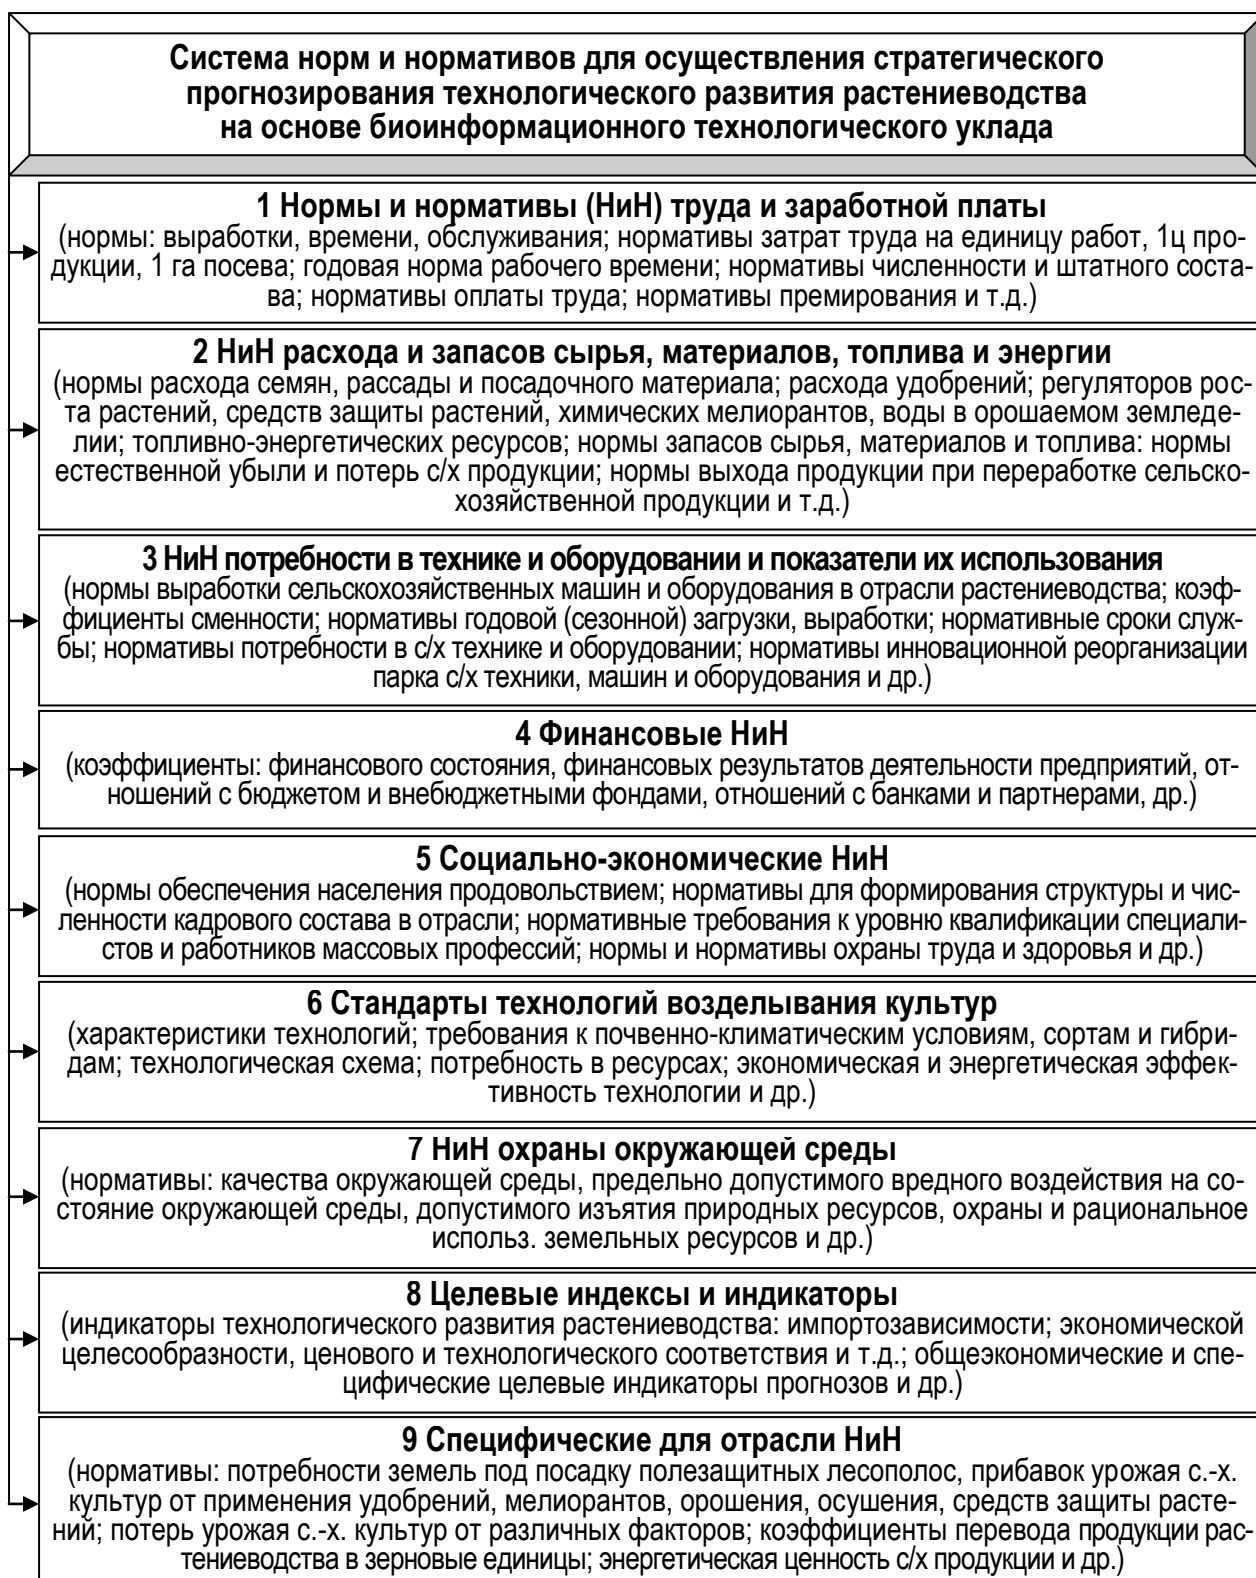 Система норм и нормативов для осуществления стратегического
прогнозирования технологического развития растениеводства
на основе биоинформационного технологического уклада
1 Нормы и нормативы (НиН) труда и заработной платы
(нормы: выработки, времени, обслуживания; нормативы затрат труда на единицу работ, 1ц про-
дукции, 1 га посева; годовая норма рабочего времени; нормативы численности и штатного соста-
ва; нормативы оплаты труда; нормативы премирования и т.д.)
2 НиН расхода и запасов сырья, материалов, топлива и энергии
(нормы расхода семян, рассады и посадочного материала; расхода удобрений; регуляторов рос-
та растений, средств защиты растений, химических мелиорантов, воды в орошаемом земледе-
лии; топливно-энергетических ресурсов; нормы запасов сырья, материалов и топлива: нормы
естественной убыли и потерь с/х продукции; нормы выхода продукции при переработке сельско-
хозяйственной продукции и т.д.)
3 НиН потребности в технике и оборудовании и показатели их использования
(нормы выработки сельскохозяйственных машин и оборудования в отрасли растениеводства; коэф-
фициенты сменности; нормативы годовой (сезонной) загрузки, выработки; нормативные сроки служ-
бы; нормативы потребности в с/х технике и оборудовании; нормативы инновационной реорганизации
парка с/х техники, машин и оборудования и др.)
4 Финансовые НиН
(коэффициенты: финансового состояния, финансовых результатов деятельности предприятий, от-
ношений с бюджетом и внебюджетными фондами, отношений с банками и партнерами, др.)
5 Социально-экономические НиН
(нормы обеспечения населения продовольствием; нормативы для формирования структуры и чис-
ленности кадрового состава в отрасли; нормативные требования к уровню квалификации специали-
стов и работников массовых профессий; нормы и нормативы охраны труда и здоровья и др.)
6 Стандарты технологий возделывания культур
(характеристики технологий; требования к почвенно-климатическим условиям, сортам и гибри-
дам; технологическая схема; потребность в ресурсах; экономическая и энергетическая эффек-
тивность технологии и др.)
7 НиН охраны окружающей среды
(нормативы: качества окружающей среды, предельно допустимого вредного воздействия на со-
стояние окружающей среды, допустимого изъятия природных ресурсов, охраны и рациональное
использ. земельных ресурсов и др.)
8 Целевые индексы и индикаторы
(индикаторы технологического развития растениеводства: импортозависимости; экономической
целесообразности, ценового и технологического соответствия и т.д.; общеэкономические и спе-
цифические целевые индикаторы прогнозов и др.)
9 Специфические для отрасли НиН
(нормативы: потребности земель под посадку полезащитных лесополос, прибавок урожая с.-х.
культур от применения удобрений, мелиорантов, орошения, осушения, средств защиты расте-
ний; потерь урожая с.-х. культур от различных факторов; коэффициенты перевода продукции рас-
тениеводства в зерновые единицы; энергетическая ценность с/х продукции и др.)